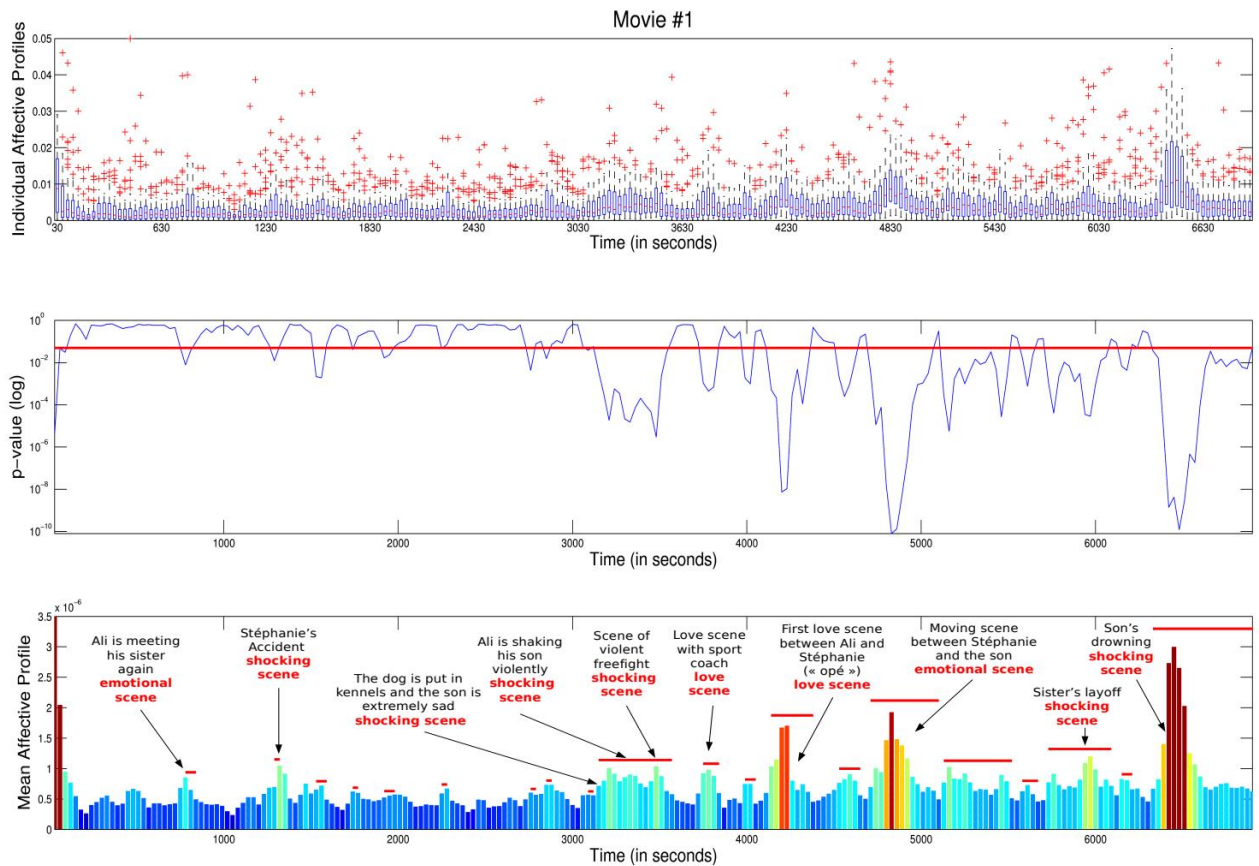 Movie #1
Individual Affective Profiles
0.05
0.04
0.03
0.02
0.01
0
30
630
1230
1830
2430
3030
3630
4230
4830
5430
6030
6630
Time (in seconds)
p-value (log)
10^0
10^-2
10^-4
10^-6
10^-8
10^-10
1000
2000
3000
4000
5000
6000
Time (in seconds)
Mean Affective Profile
x 10^-6
3.5
3
2.5
2
1.5
1
0.5
0
Ali is meeting
his sister
again
emotional
scene
Stéphanie's
Accident
shocking
scene
The dog is put in
kennels and the son is
extremely sad
shocking scene
Ali is shaking
his son
violently
shocking
scene
Scene of
violent
freefight
shocking
scene
Love scene
with sport
coach
love
scene
First love scene
between Ali and
Stéphanie
(« opé »)
love scene
Moving scene
between Stéphanie
and the son
emotional scene
Sister's layoff
shocking
scene
Son's
drowning
shocking
scene
1000
2000
3000
4000
5000
6000
Time (in seconds)